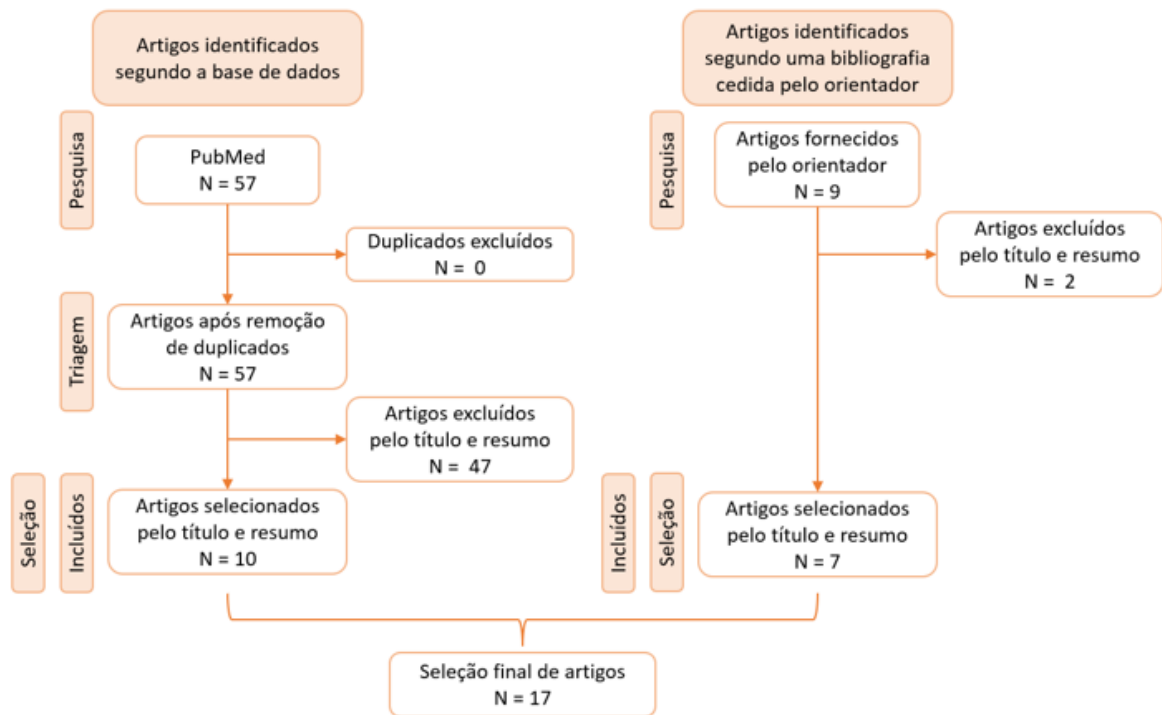 Artigos identificados
segundo a base de dados
Pesquisa
PubMed
N = 57
Duplicados excluídos
N = 0
Triagem
Artigos após remoção
de duplicados
N = 57
Artigos excluídos
pelo título e resumo
N = 47
Seleção
Incluídos
Artigos selecionados
pelo título e resumo
N = 10
Artigos identificados
segundo uma bibliografia
cedida pelo orientador
Pesquisa
Artigos fornecidos
pelo orientador
N = 9
Artigos excluídos
pelo título e resumo
N = 2
Incluídos
Seleção
Artigos selecionados
pelo título e resumo
N = 7
Seleção final de artigos
N = 17